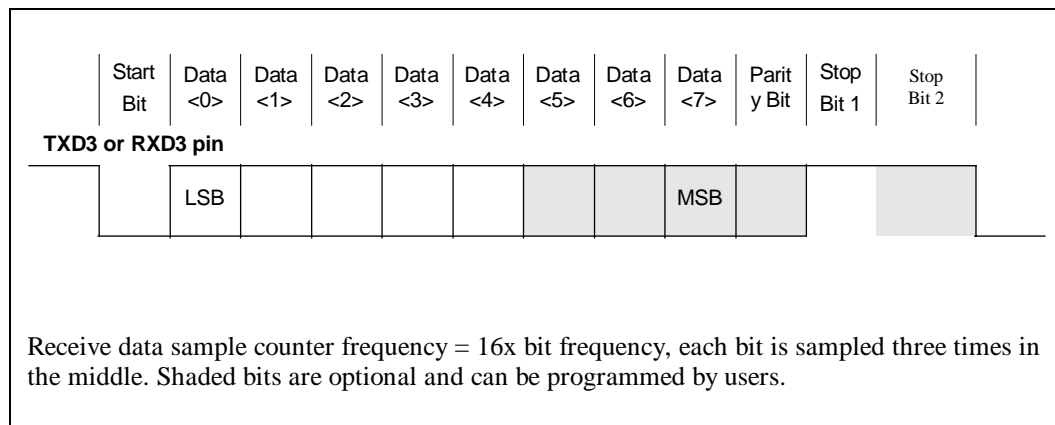 Start Bit
Data <0>
Data <1>
Data <2>
Data <3>
Data <4>
Data <5>
Data <6>
Data <7>
Parit y Bit
Stop Bit 1
Stop Bit 2
TXD3 or RXD3 pin
LSB
MSB
Receive data sample counter frequency = 16x bit frequency, each bit is sampled three times in
the middle. Shaded bits are optional and can be programmed by users.